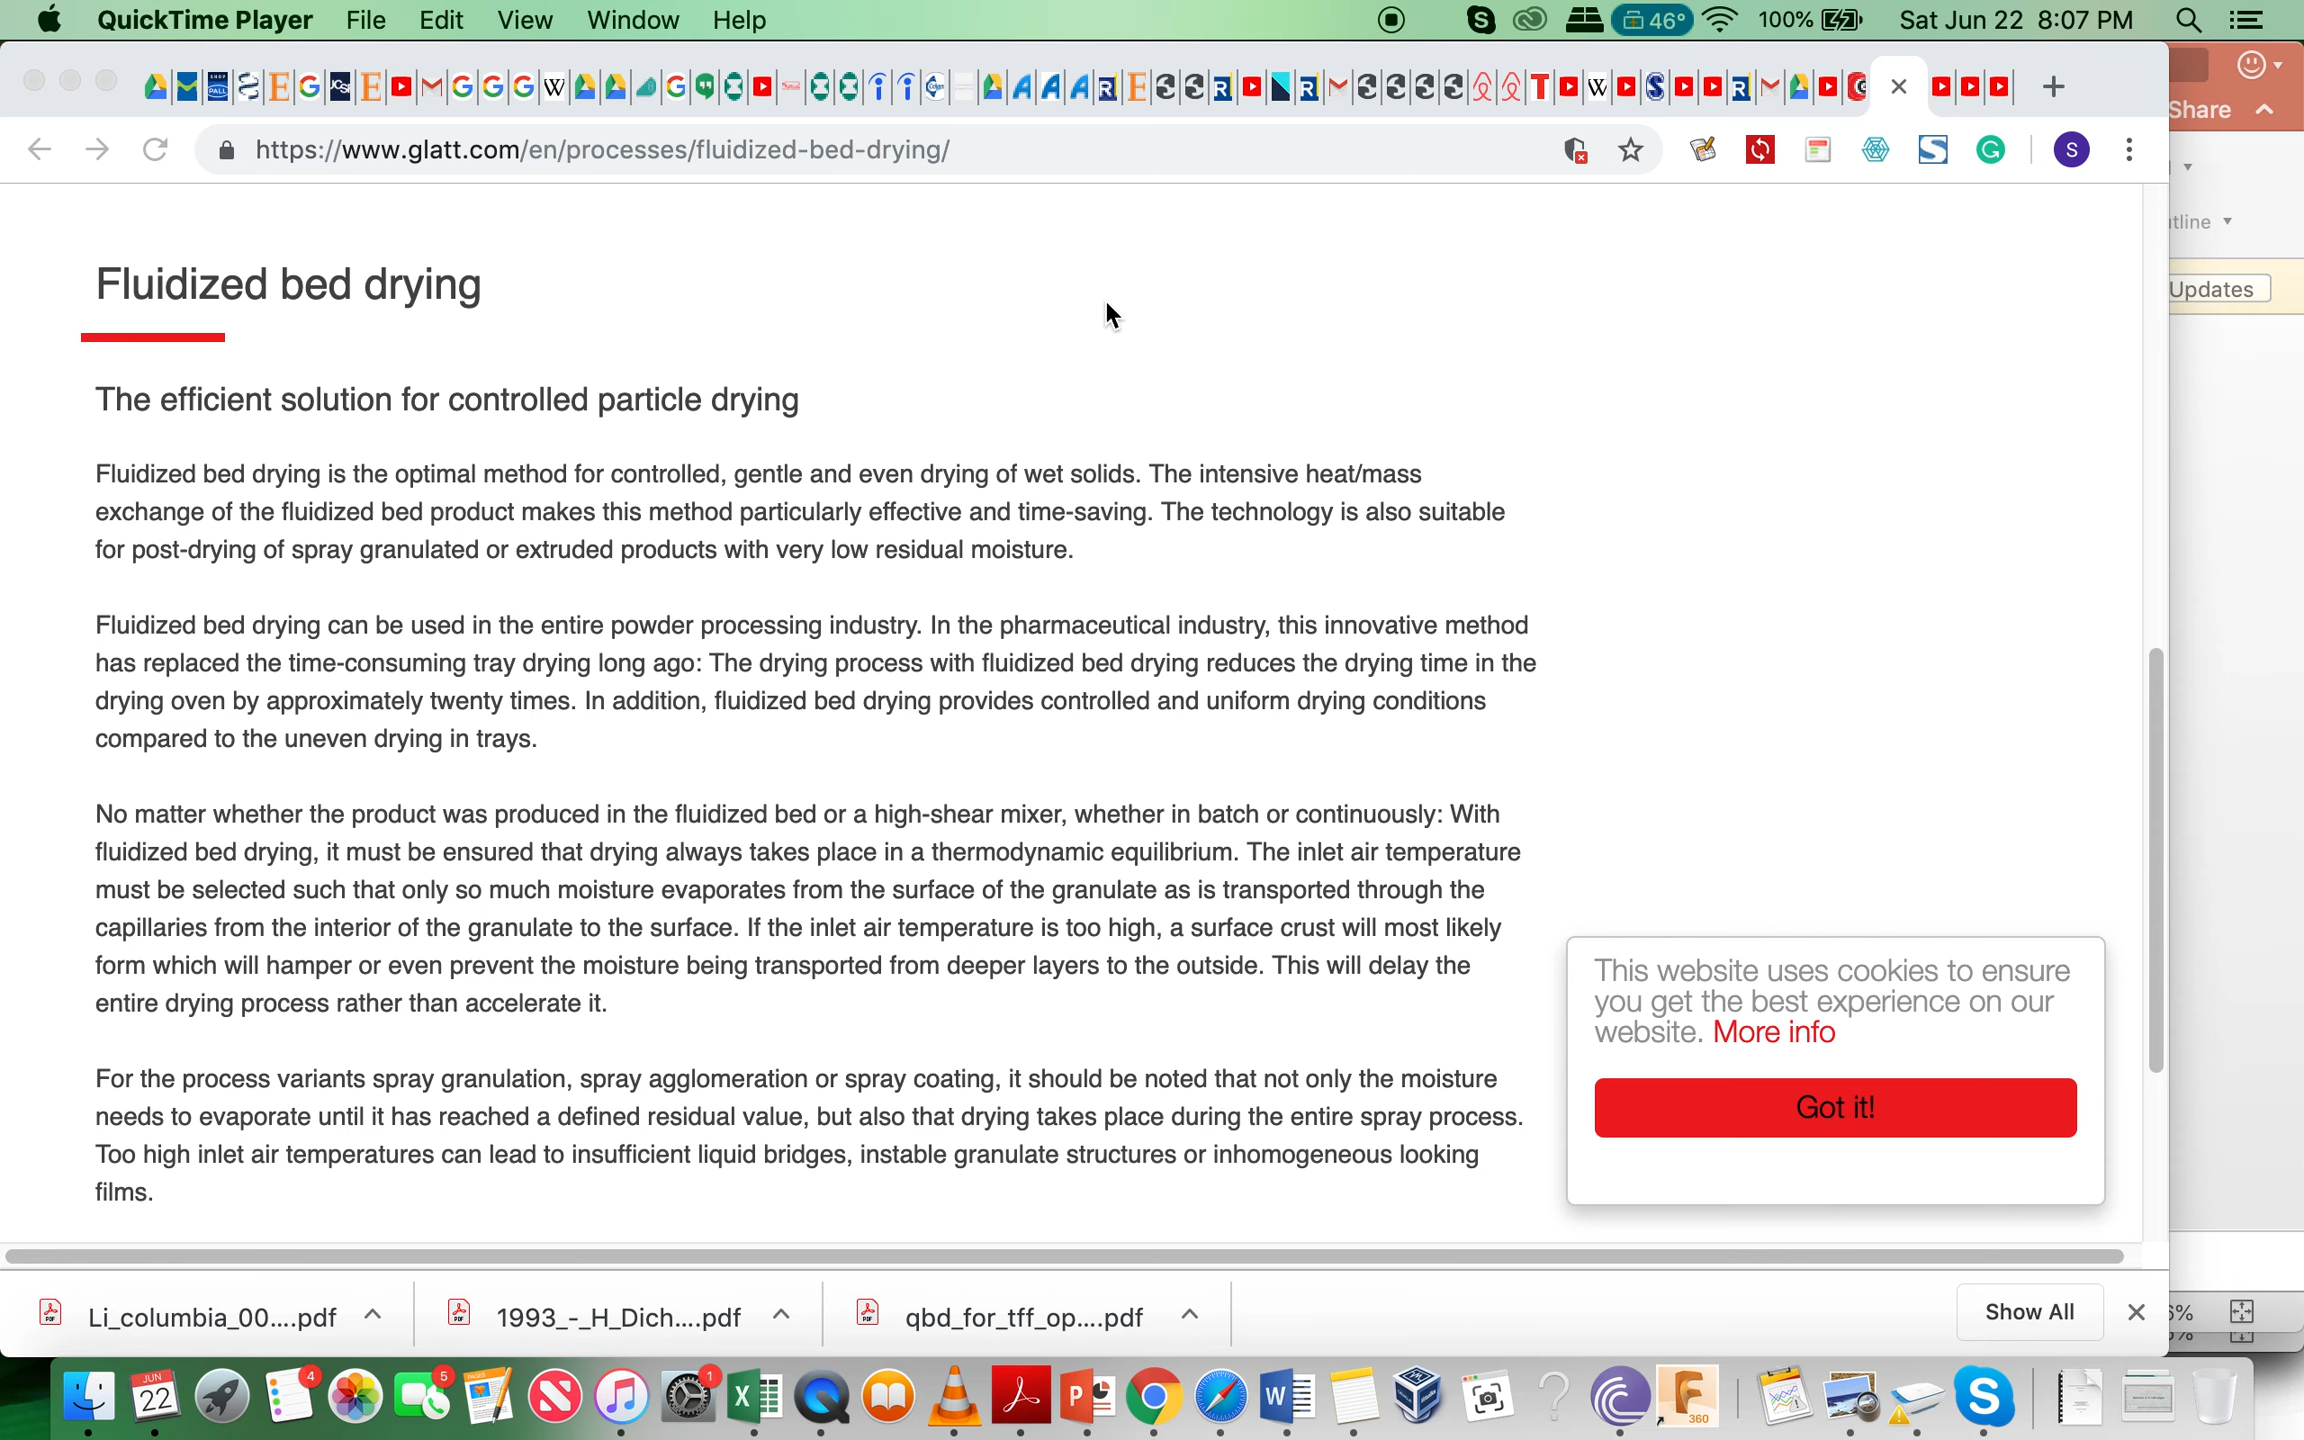 QuickTime Player File Edit View Window Help 46° 100% Sat Jun 22 8:07 PM
Share
https://www.glatt.com/en/processes/fluidized-bed-drying/ S
tline
Updates
Fluidized bed drying
The efficient solution for controlled particle drying
Fluidized bed drying is the optimal method for controlled, gentle and even drying of wet solids. The intensive heat/mass
exchange of the fluidized bed product makes this method particularly effective and time-saving. The technology is also suitable
for post-drying of spray granulated or extruded products with very low residual moisture.
Fluidized bed drying can be used in the entire powder processing industry. In the pharmaceutical industry, this innovative method
has replaced the time-consuming tray drying long ago: The drying process with fluidized bed drying reduces the drying time in the
drying oven by approximately twenty times. In addition, fluidized bed drying provides controlled and uniform drying conditions
compared to the uneven drying in trays.
No matter whether the product was produced in the fluidized bed or a high-shear mixer, whether in batch or continuously: With
fluidized bed drying, it must be ensured that drying always takes place in a thermodynamic equilibrium. The inlet air temperature
must be selected such that only so much moisture evaporates from the surface of the granulate as is transported through the
capillaries from the interior of the granulate to the surface. If the inlet air temperature is too high, a surface crust will most likely
form which will hamper or even prevent the moisture being transported from deeper layers to the outside. This will delay the
entire drying process rather than accelerate it.
For the process variants spray granulation, spray agglomeration or spray coating, it should be noted that not only the moisture
needs to evaporate until it has reached a defined residual value, but also that drying takes place during the entire spray process.
Too high inlet air temperatures can lead to insufficient liquid bridges, instable granulate structures or inhomogeneous looking
films.
This website uses cookies to ensure
you get the best experience on our
website. More info
Got it!
Li_columbia_00....pdf 1993_-_H_Dich....pdf qbd_for_tff_op....pdf Show All
JUN
22
4
5
PAGES
1
360